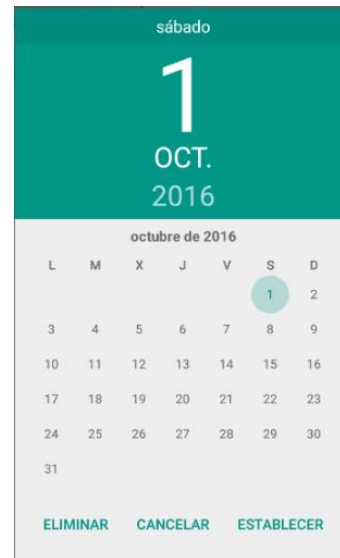 sábado
1
OCT.
2016
octubre de 2016
L M X J V S D
1 2
3 4 5 6 7 8 9
10 11 12 13 14 15 16
17 18 19 20 21 22 23
24 25 26 27 28 29 30
31
ELIMINAR CANCELAR ESTABLECER